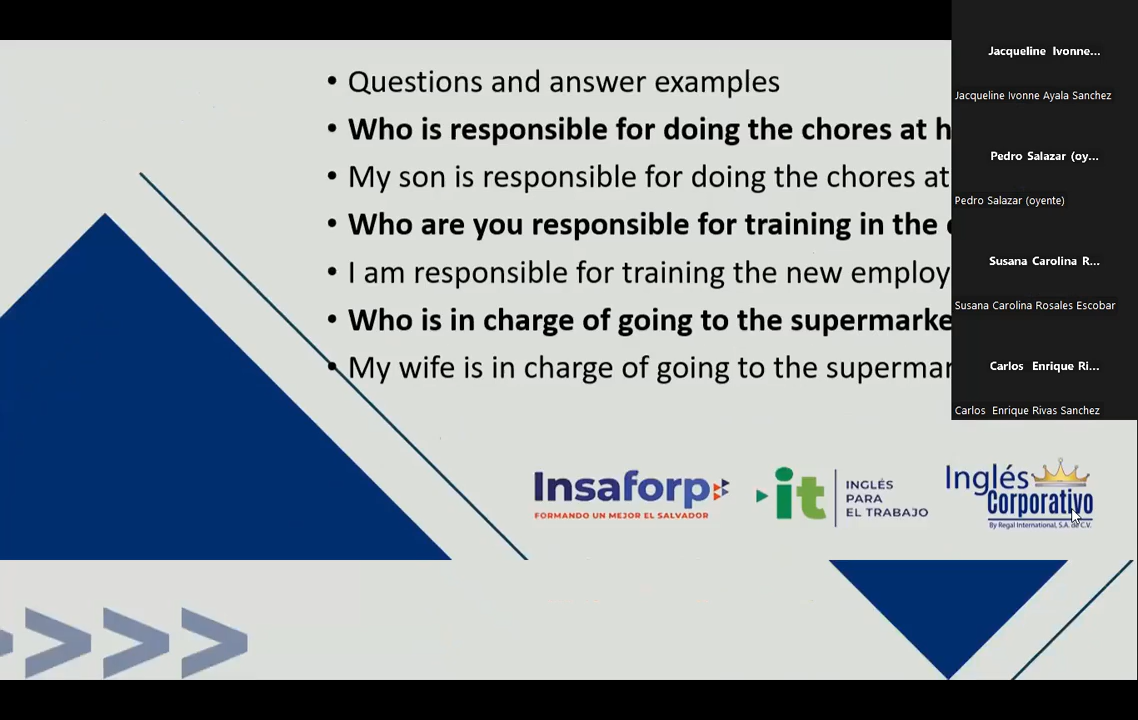 • Questions and answer examples
• Who is responsible for doing the chores at h
• My son is responsible for doing the chores at
• Who are you responsible for training in the
• I am responsible for training the new employ
• Who is in charge of going to the supermarke
• My wife is in charge of going to the supermar
Jacqueline Ivonne...
Jacqueline Ivonne Ayala Sanchez
Pedro Salazar (oy...
Pedro Salazar (oyente)
Susana Carolina R...
Susana Carolina Rosales Escobar
Carlos Enrique Ri...
Carlos Enrique Rivas Sanchez
Insaforp
FORMANDO UN MEJOR EL SALVADOR
it
INGLÉS
PARA
EL TRABAJO
Inglés
Corporativo
By Regal International, S.A. de C.V.